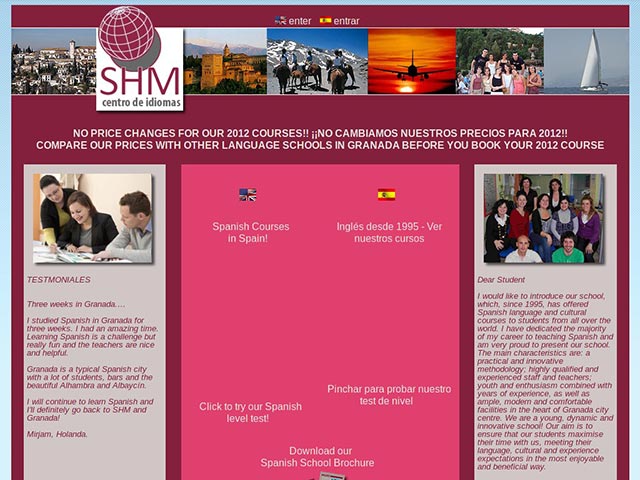 enter entrar
SHM
centro de idiomas
NO PRICE CHANGES FOR OUR 2012 COURSES!! ¡¡NO CAMBIAMOS NUESTROS PRECIOS PARA 2012!!
COMPARE OUR PRICES WITH OTHER LANGUAGE SCHOOLS IN GRANADA BEFORE YOU BOOK YOUR 2012 COURSE
TESTMONIALES
Three weeks in Granada....
I studied Spanish in Granada for
three weeks. I had an amazing time.
Learning Spanish is a challenge but
really fun and the teachers are nice
and helpful.
Granada is a typical Spanish city
with a lot of students, bars and the
beautiful Alhambra and Albaycin.
I will continue to learn Spanish and
I'll definitely go back to SHM and
Granada!
Mirjam, Holanda.
Spanish Courses
in Spain!
Inglés desde 1995 - Ver
nuestros cursos
Click to try our Spanish
level test!
Pinchar para probar nuestro
test de nivel
Download our
Spanish School Brochure
Dear Student
I would like to introduce our school,
which, since 1995, has offered
Spanish language and cultural
courses to students from all over the
world. I have dedicated the majority
of my career to teaching Spanish and
am very proud to present our school.
The main characteristics are: a
practical and innovative
methodology; highly qualified and
experienced staff and teachers;
youth and enthusiasm combined with
years of experience, as well as
ample, modern and comfortable
facilities in the heart of Granada city
centre. We are a young, dynamic and
innovative school! Our aim is to
ensure that our students maximise
their time with us, meeting their
language, cultural and experience
expectations in the most enjoyable
and beneficial way.